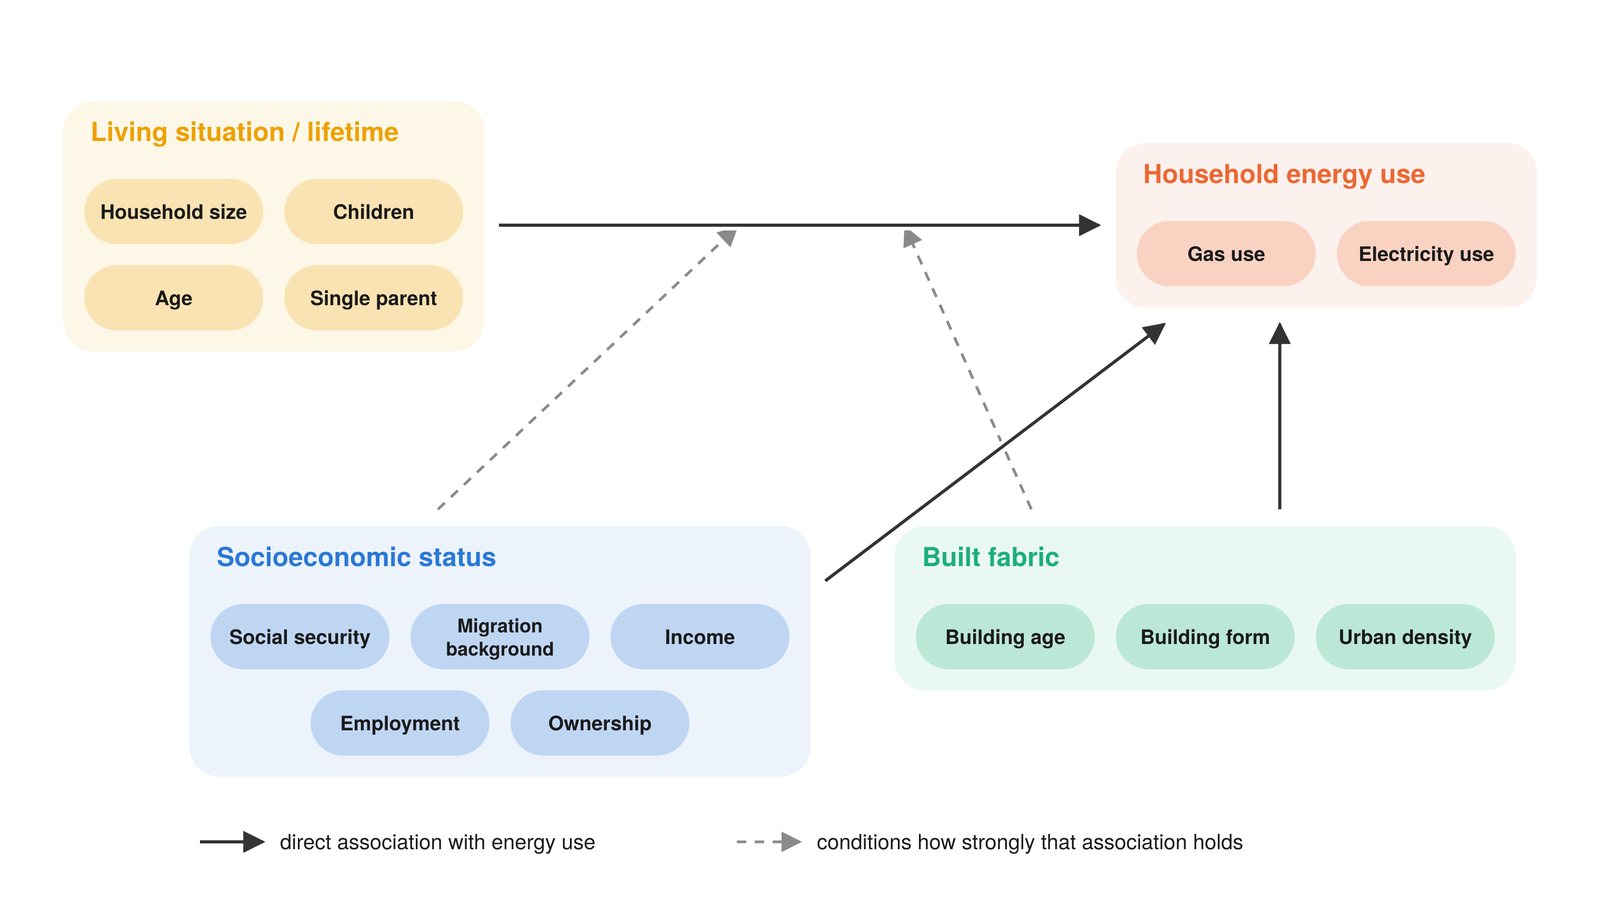 Living situation / lifetime
Household size
Children
Age
Single parent
Household energy use
Gas use
Electricity use
Socioeconomic status
Social security
Migration
background
Income
Employment
Ownership
Built fabric
Building age
Building form
Urban density
direct association with energy use
conditions how strongly that association holds